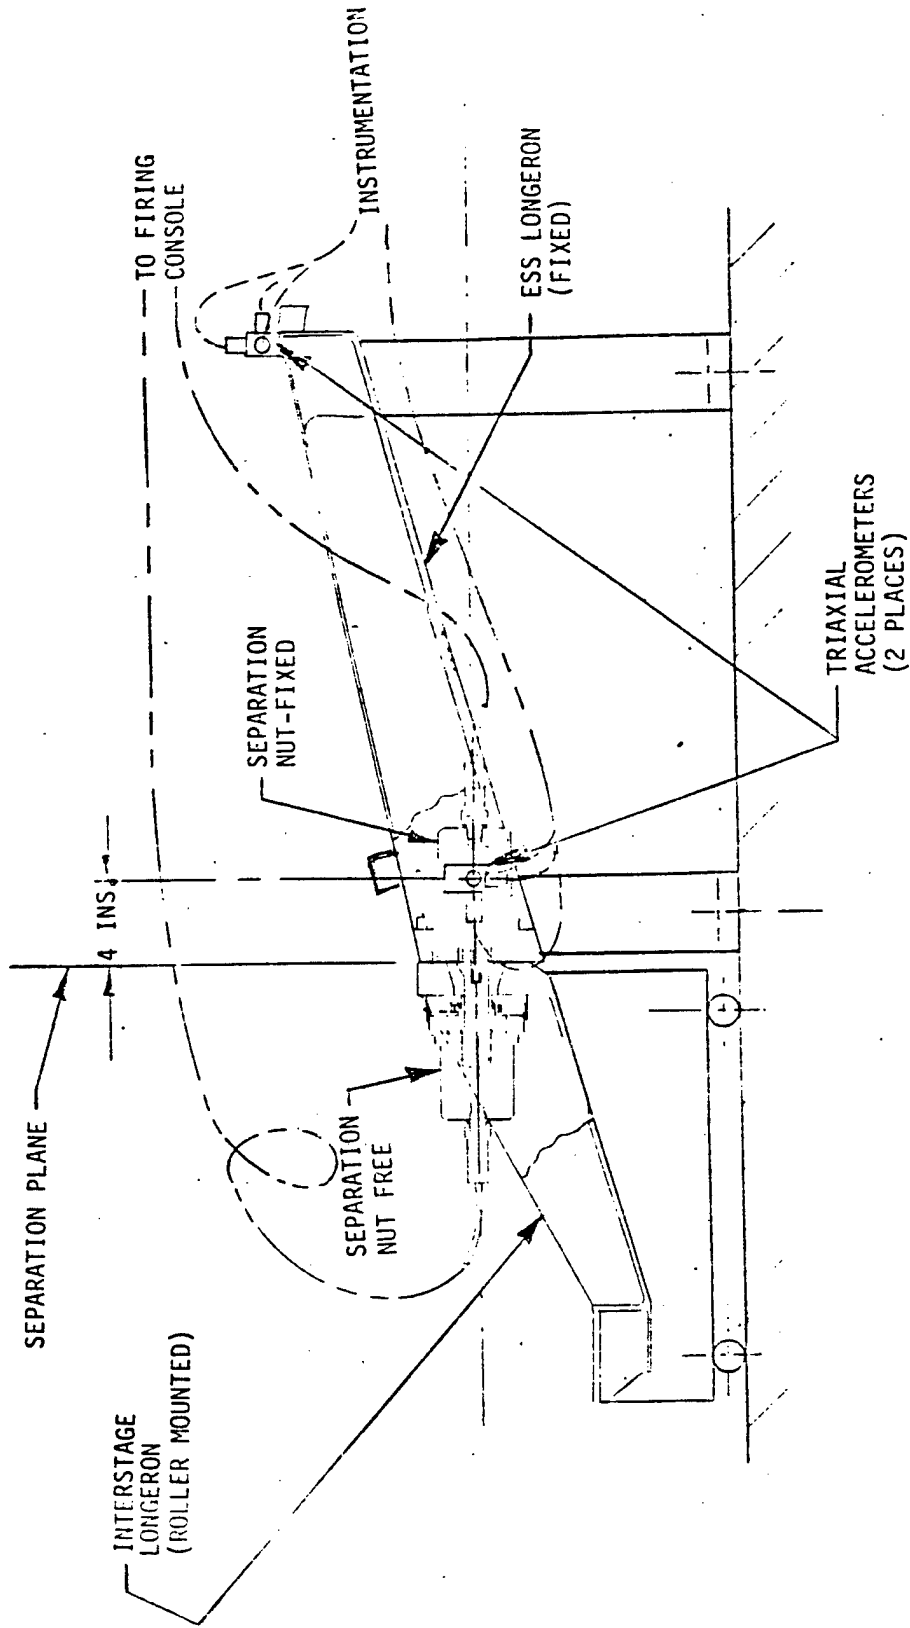 INTERSTAGE
LONGERON
(ROLLER MOUNTED)
SEPARATION PLANE
4 INS.
SEPARATION
NUT FREE
SEPARATION
NUT-FIXED
TO FIRING
CONSOLE
INSTRUMENTATION
ESS LONGERON
(FIXED)
TRIAXIAL
ACCELEROMETERS
(2 PLACES)